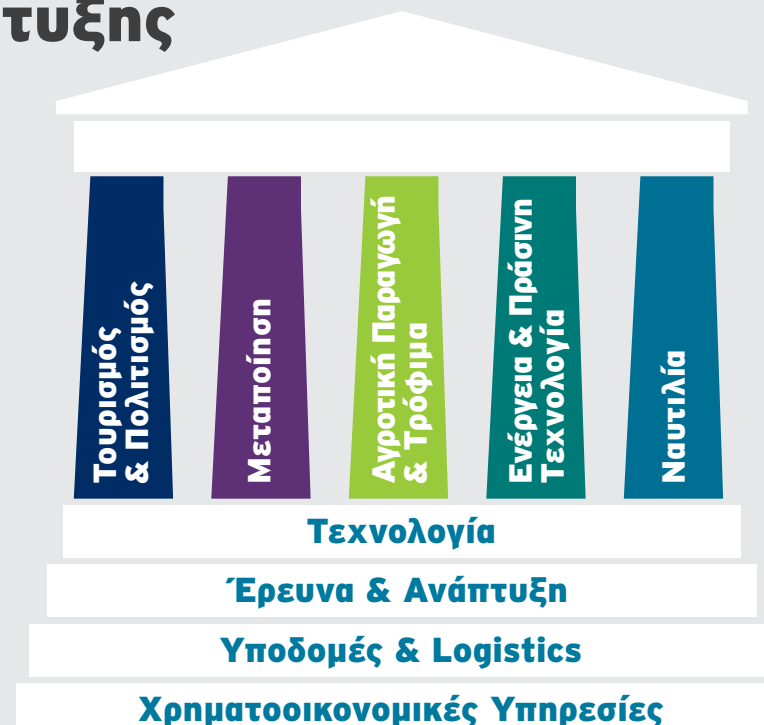 τυξης
Τουρισμός
& Πολιτισμός
Μεταποίηση
Αγροτική Παραγωγή
& Τρόφιμα
Ενέργεια & Πράσινη
Τεχνολογία
Ναυτιλία
Τεχνολογία
Έρευνα & Ανάπτυξη
Υποδομές & Logistics
Χρηματοοικονομικές Υπηρεσίες